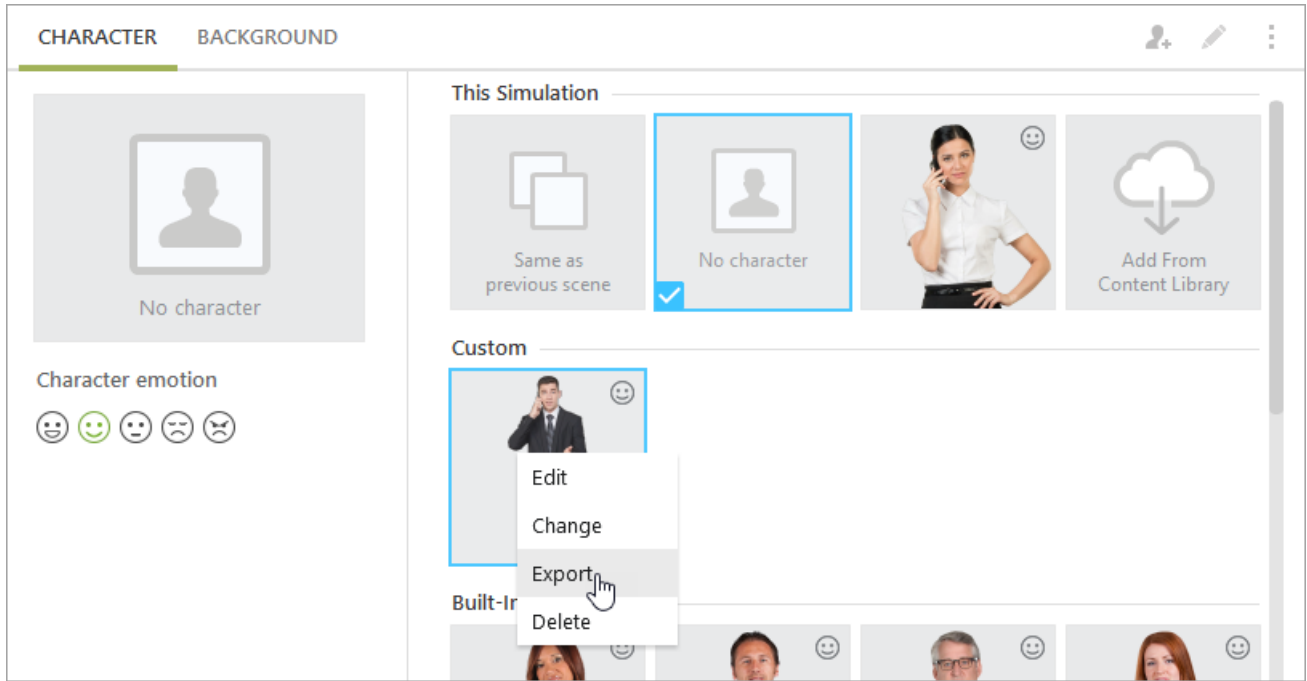 CHARACTER BACKGROUND
This Simulation
Same as
previous scene
No character
Add From
Content Library
No character
Character emotion
Custom
Edit
Change
Export
Delete